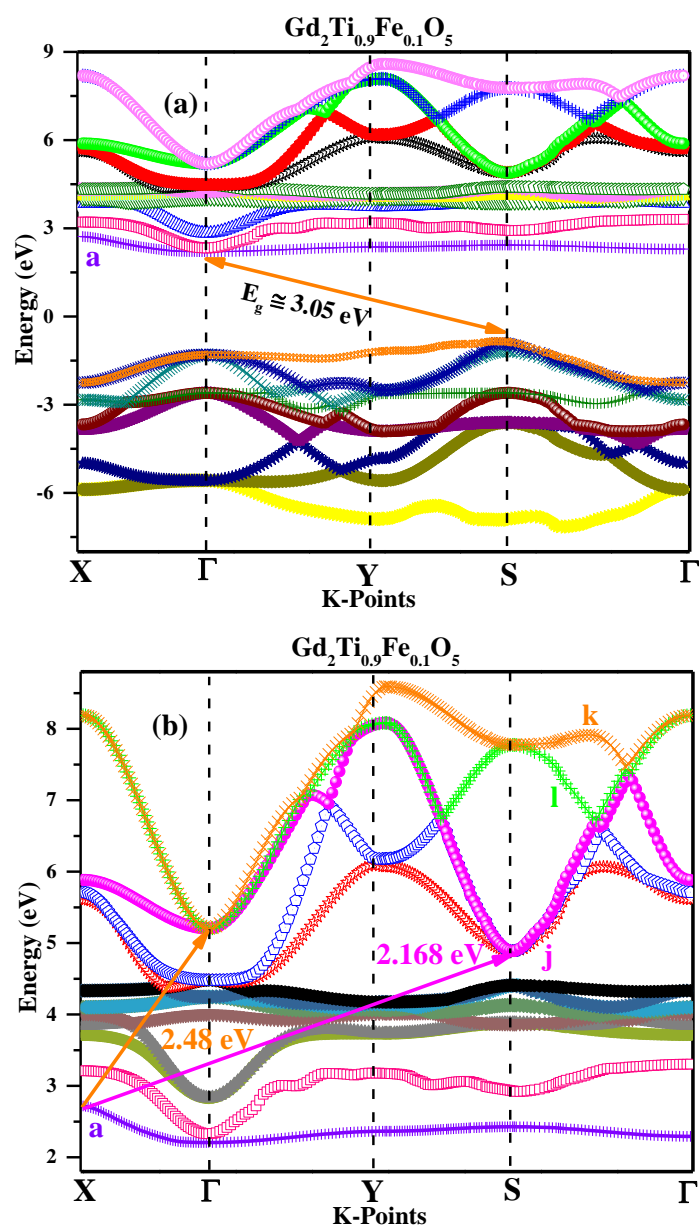 Gd₂Ti₀.₉Fe₀.₁O₅
9
(a)
6
3
a
E_g ≅ 3.05 eV
0
-3
-6
Energy (eV)
X Γ Y S Γ
K-Points
Gd₂Ti₀.₉Fe₀.₁O₅
(b)
k
8
7
l
6
5
2.168 eV
j
4
2.48 eV
3
a
2
Energy (eV)
X Γ Y S Γ
K-Points